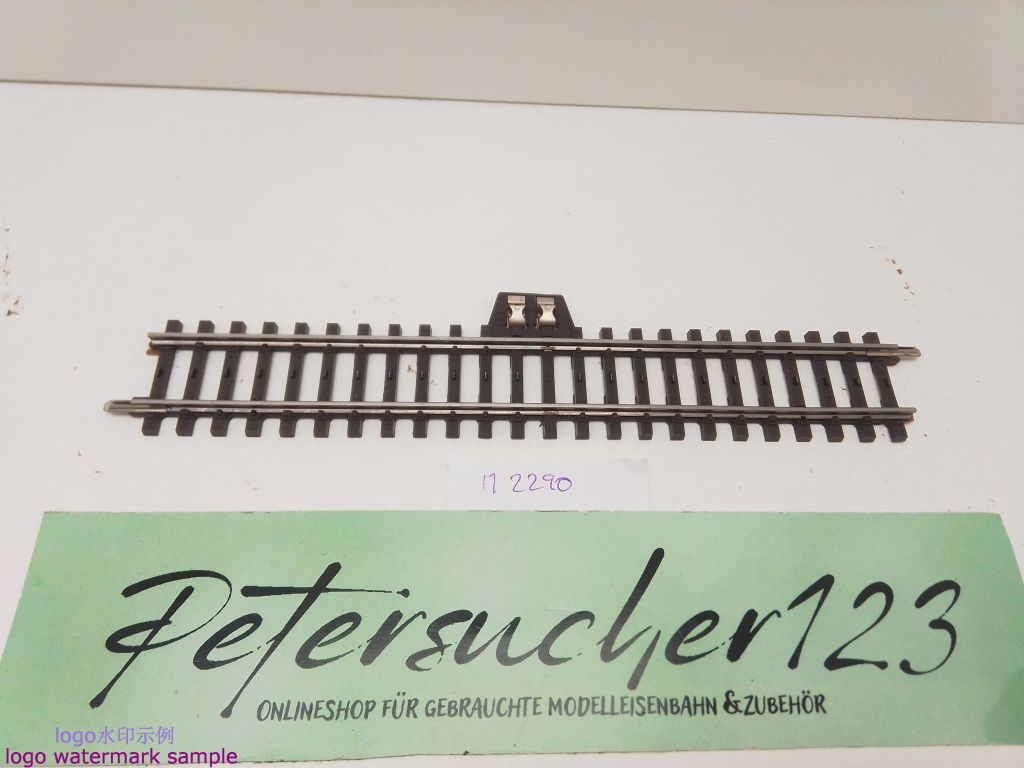 M 2290
Petersucher123
ONLINESHOP FÜR GEBRAUCHTE MODELLEISENBAHN & ZUBEHÖR
logo水印示例
logo watermark sample